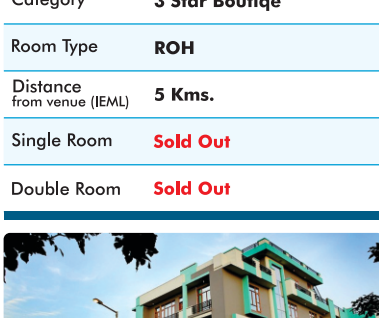 Category 3 Star Boutiqe
Room Type ROH
Distance
from venue (IEML) 5 Kms.
Single Room Sold Out
Double Room Sold Out